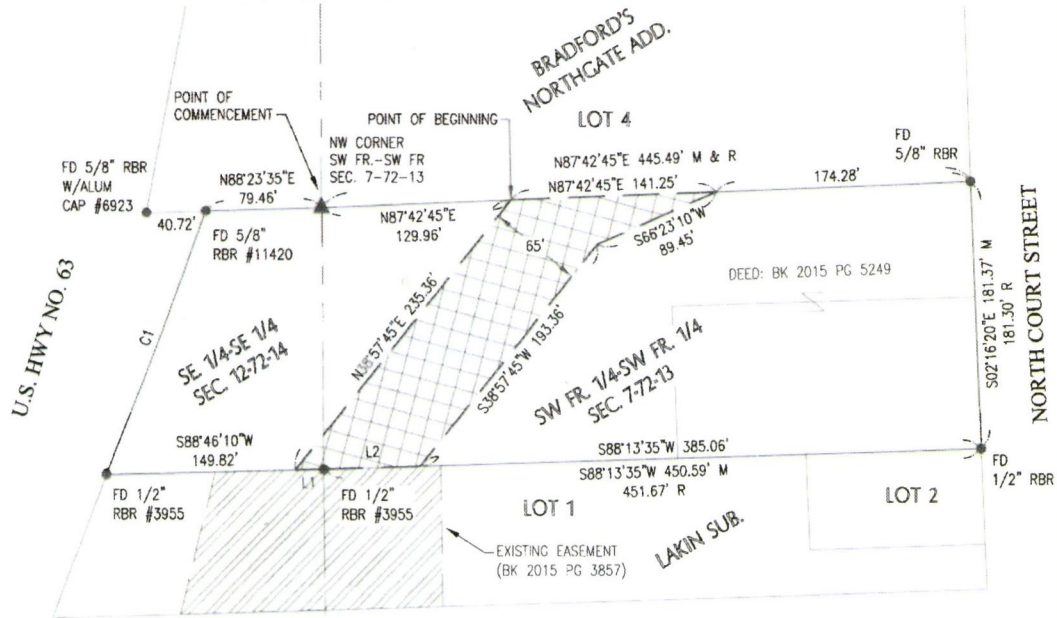 BRADFORD'S
NORTHGATE ADD.
POINT OF
COMMENCEMENT
POINT OF BEGINNING
LOT 4
NW CORNER
SW FR.-SW FR
SEC. 7-72-13
FD
5/8" RBR
FD 5/8" RBR
W/ALUM
CAP #6923
N88°23'35"E
79.46'
N87°42'45"E 445.49' M & R
N87°42'45"E 141.25'
174.28'
40.72'
N87°42'45"E
129.96'
FD 5/8"
RBR #11420
S66°23'10"W
89.45'
65'
DEED: BK 2015 PG 5249
U.S. HWY NO. 63
C1
N38°57'45"E 235.36'
S38°57'45"W 193.36'
SE 1/4-SE 1/4
SEC. 12-72-14
SW FR. 1/4-SW FR. 1/4
SEC. 7-72-13
S02°16'20"E 181.37' M
181.30' R
NORTH COURT STREET
S88°46'10"W
149.82'
L2
L1
S88°13'35"W 385.06'
S88°13'35"W 450.59' M
451.67' R
FD 1/2"
RBR #3955
FD 1/2"
RBR #3955
LOT 1
LOT 2
FD
1/2" RBR
EXISTING EASEMENT
(BK 2015 PG 3857)
LAKIN SUB.